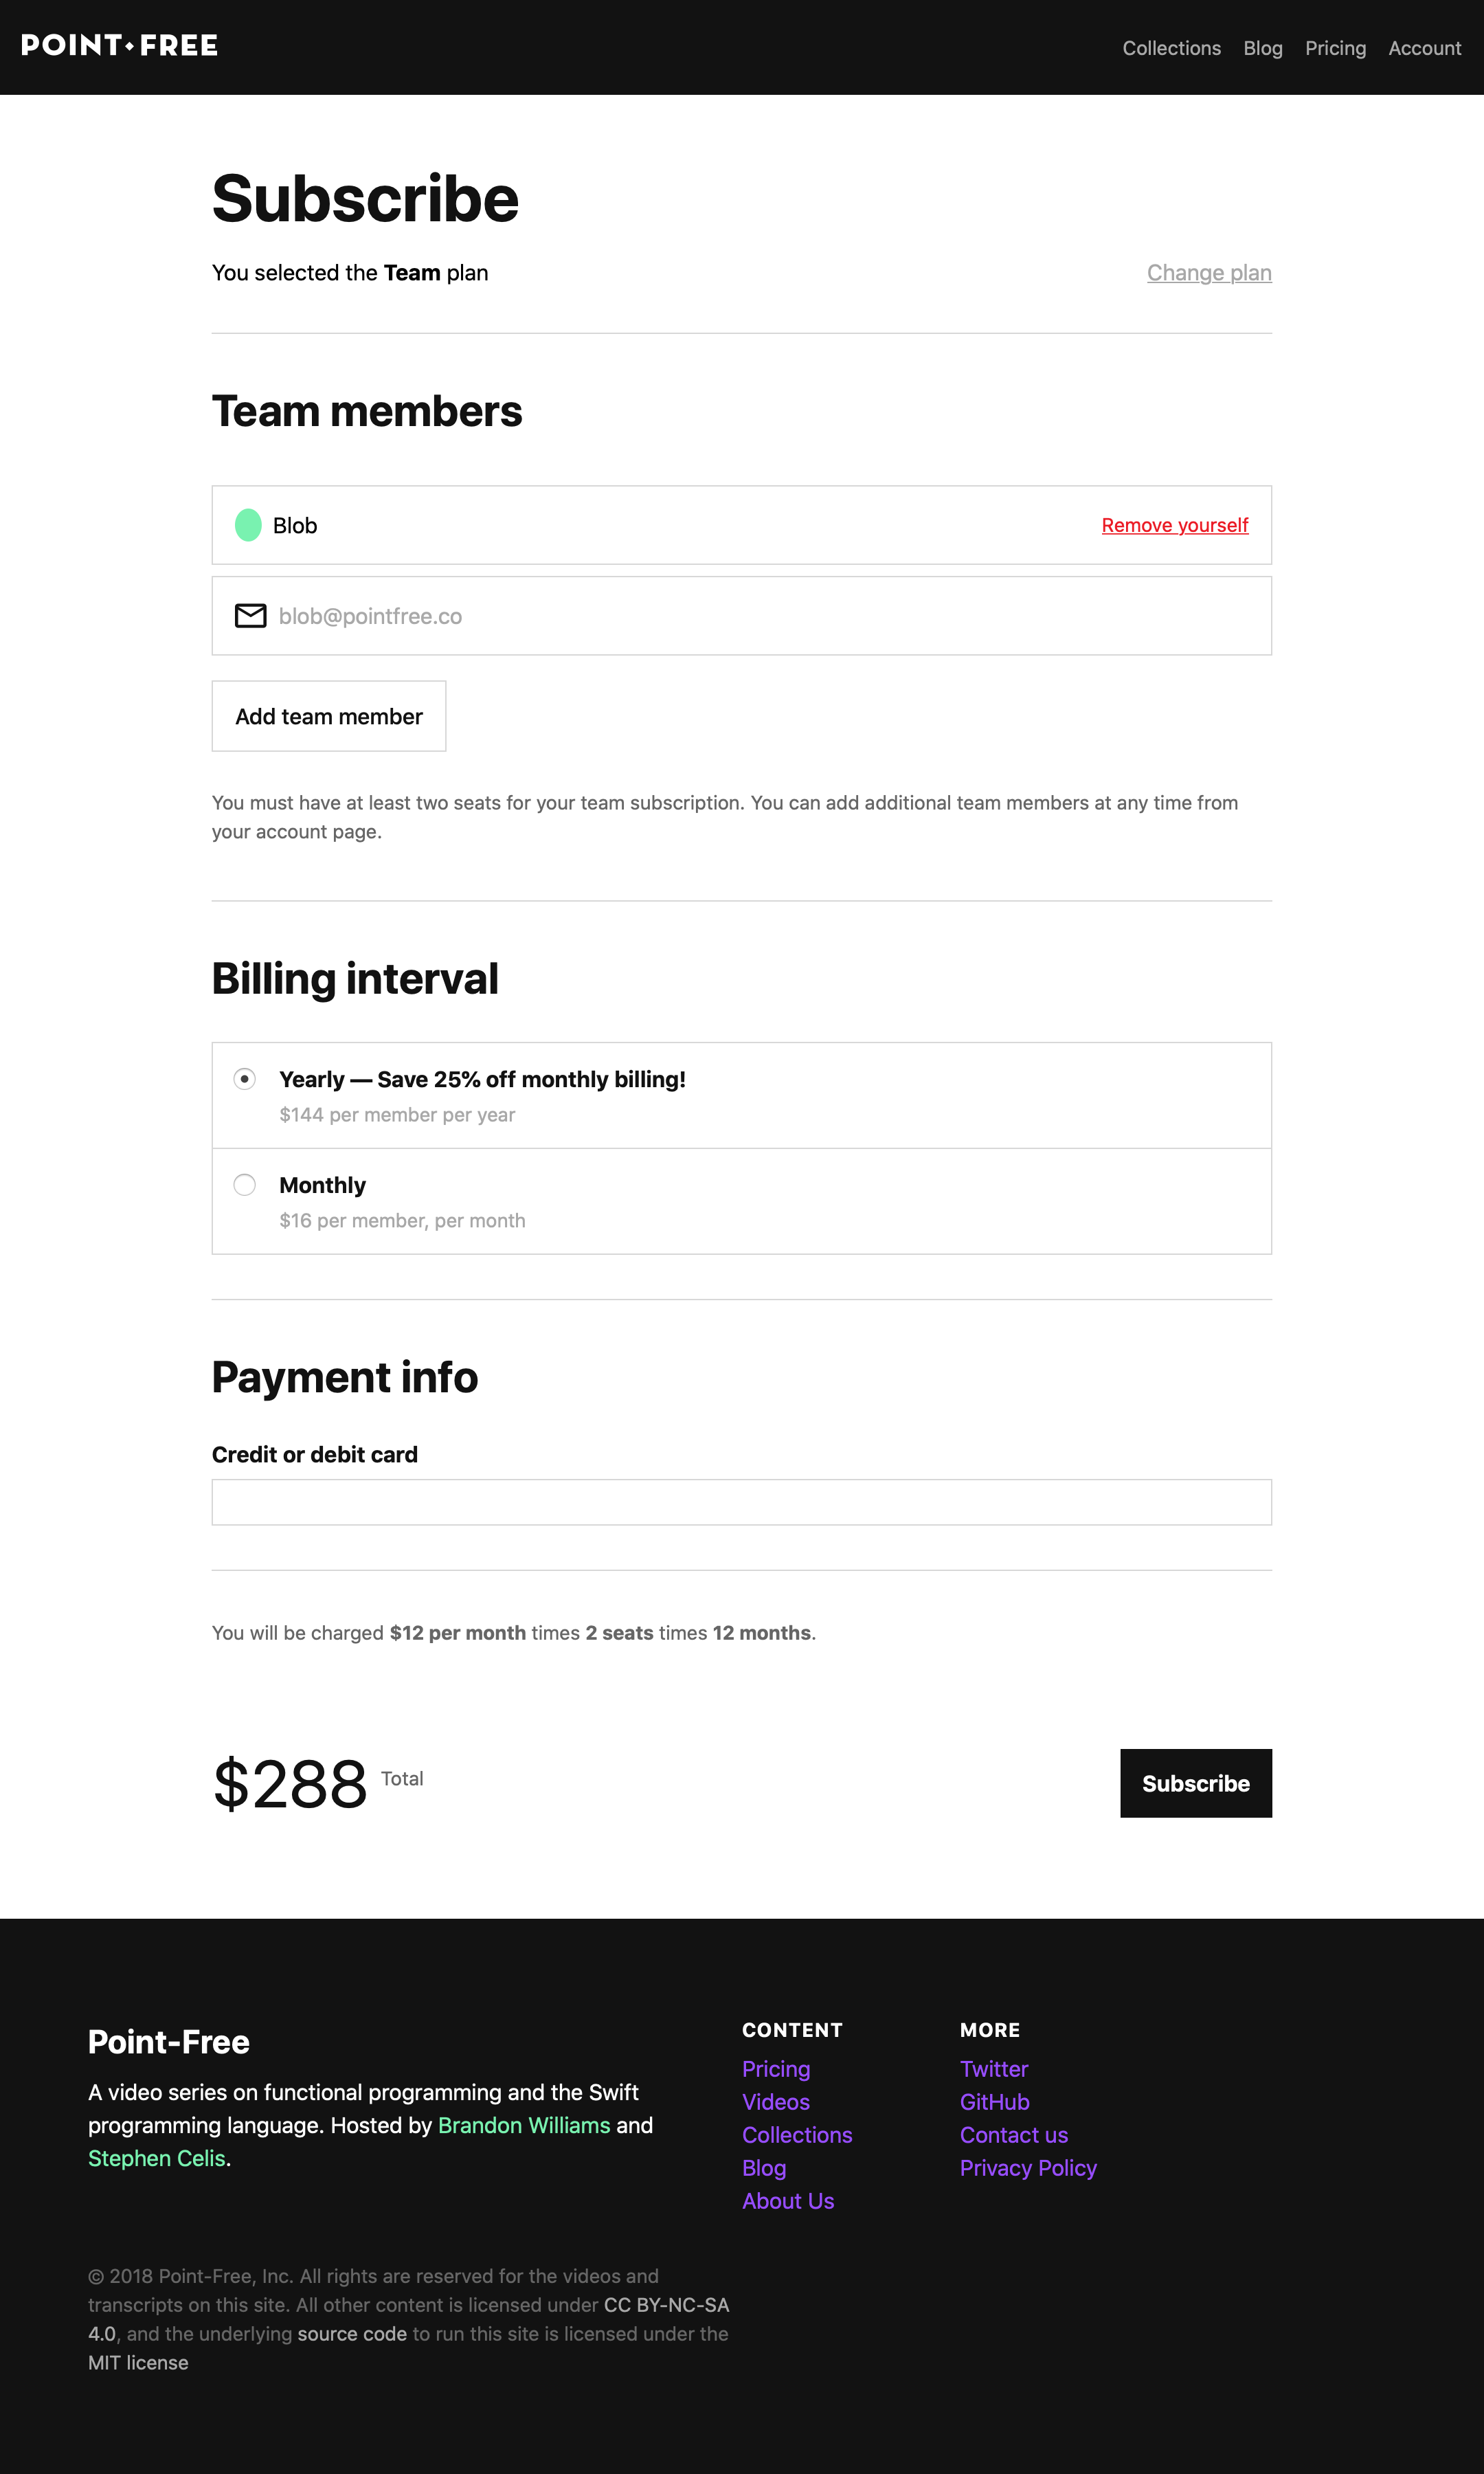 POINT◆FREE
Collections Blog Pricing Account
Subscribe
You selected the Team plan
Change plan
Team members
Blob
Remove yourself
blob@pointfree.co
Add team member
You must have at least two seats for your team subscription. You can add additional team members at any time from
your account page.
Billing interval
Yearly — Save 25% off monthly billing!
$144 per member per year
Monthly
$16 per member, per month
Payment info
Credit or debit card
You will be charged $12 per month times 2 seats times 12 months.
$288 Total
Subscribe
Point-Free
A video series on functional programming and the Swift
programming language. Hosted by Brandon Williams and
Stephen Celis.
CONTENT
Pricing
Videos
Collections
Blog
About Us
MORE
Twitter
GitHub
Contact us
Privacy Policy
© 2018 Point-Free, Inc. All rights are reserved for the videos and
transcripts on this site. All other content is licensed under CC BY-NC-SA
4.0, and the underlying source code to run this site is licensed under the
MIT license